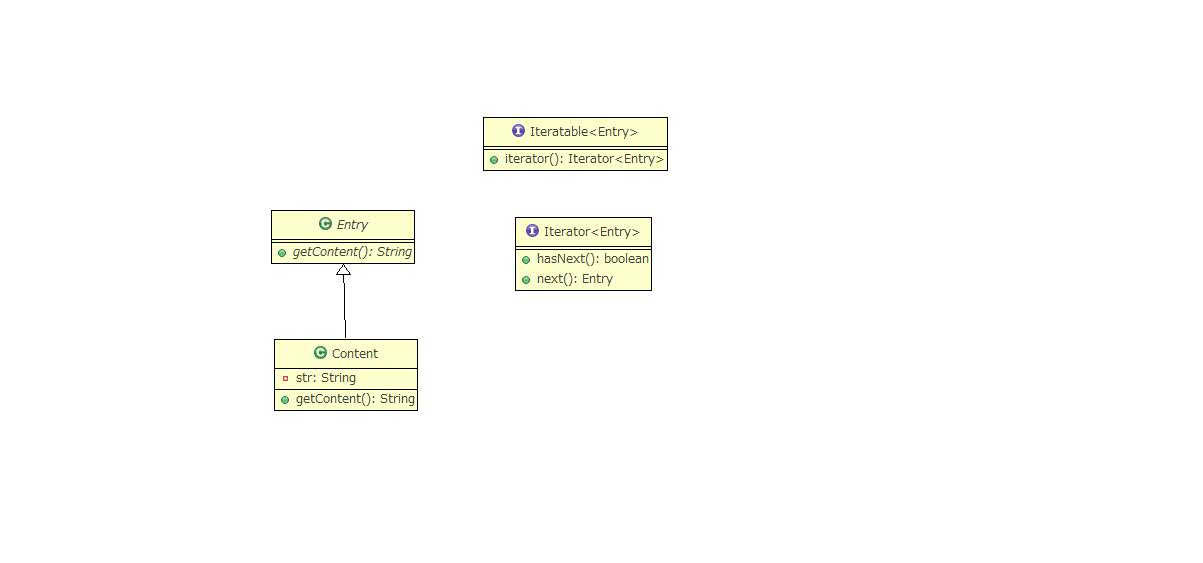 Iteratable<Entry>
iterator(): Iterator<Entry>
Entry
getContent(): String
Iterator<Entry>
hasNext(): boolean
next(): Entry
Content
str: String
getContent(): String